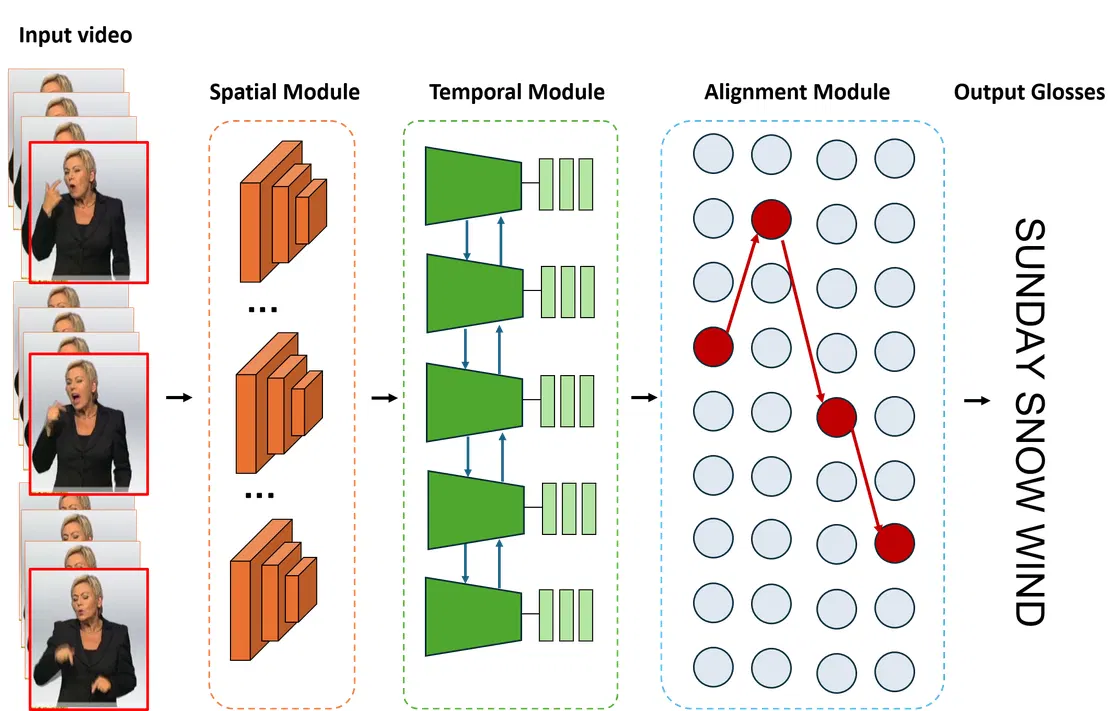 Input video
Spatial Module
Temporal Module
Alignment Module
Output Glosses
...
...
SUNDAY SNOW WIND